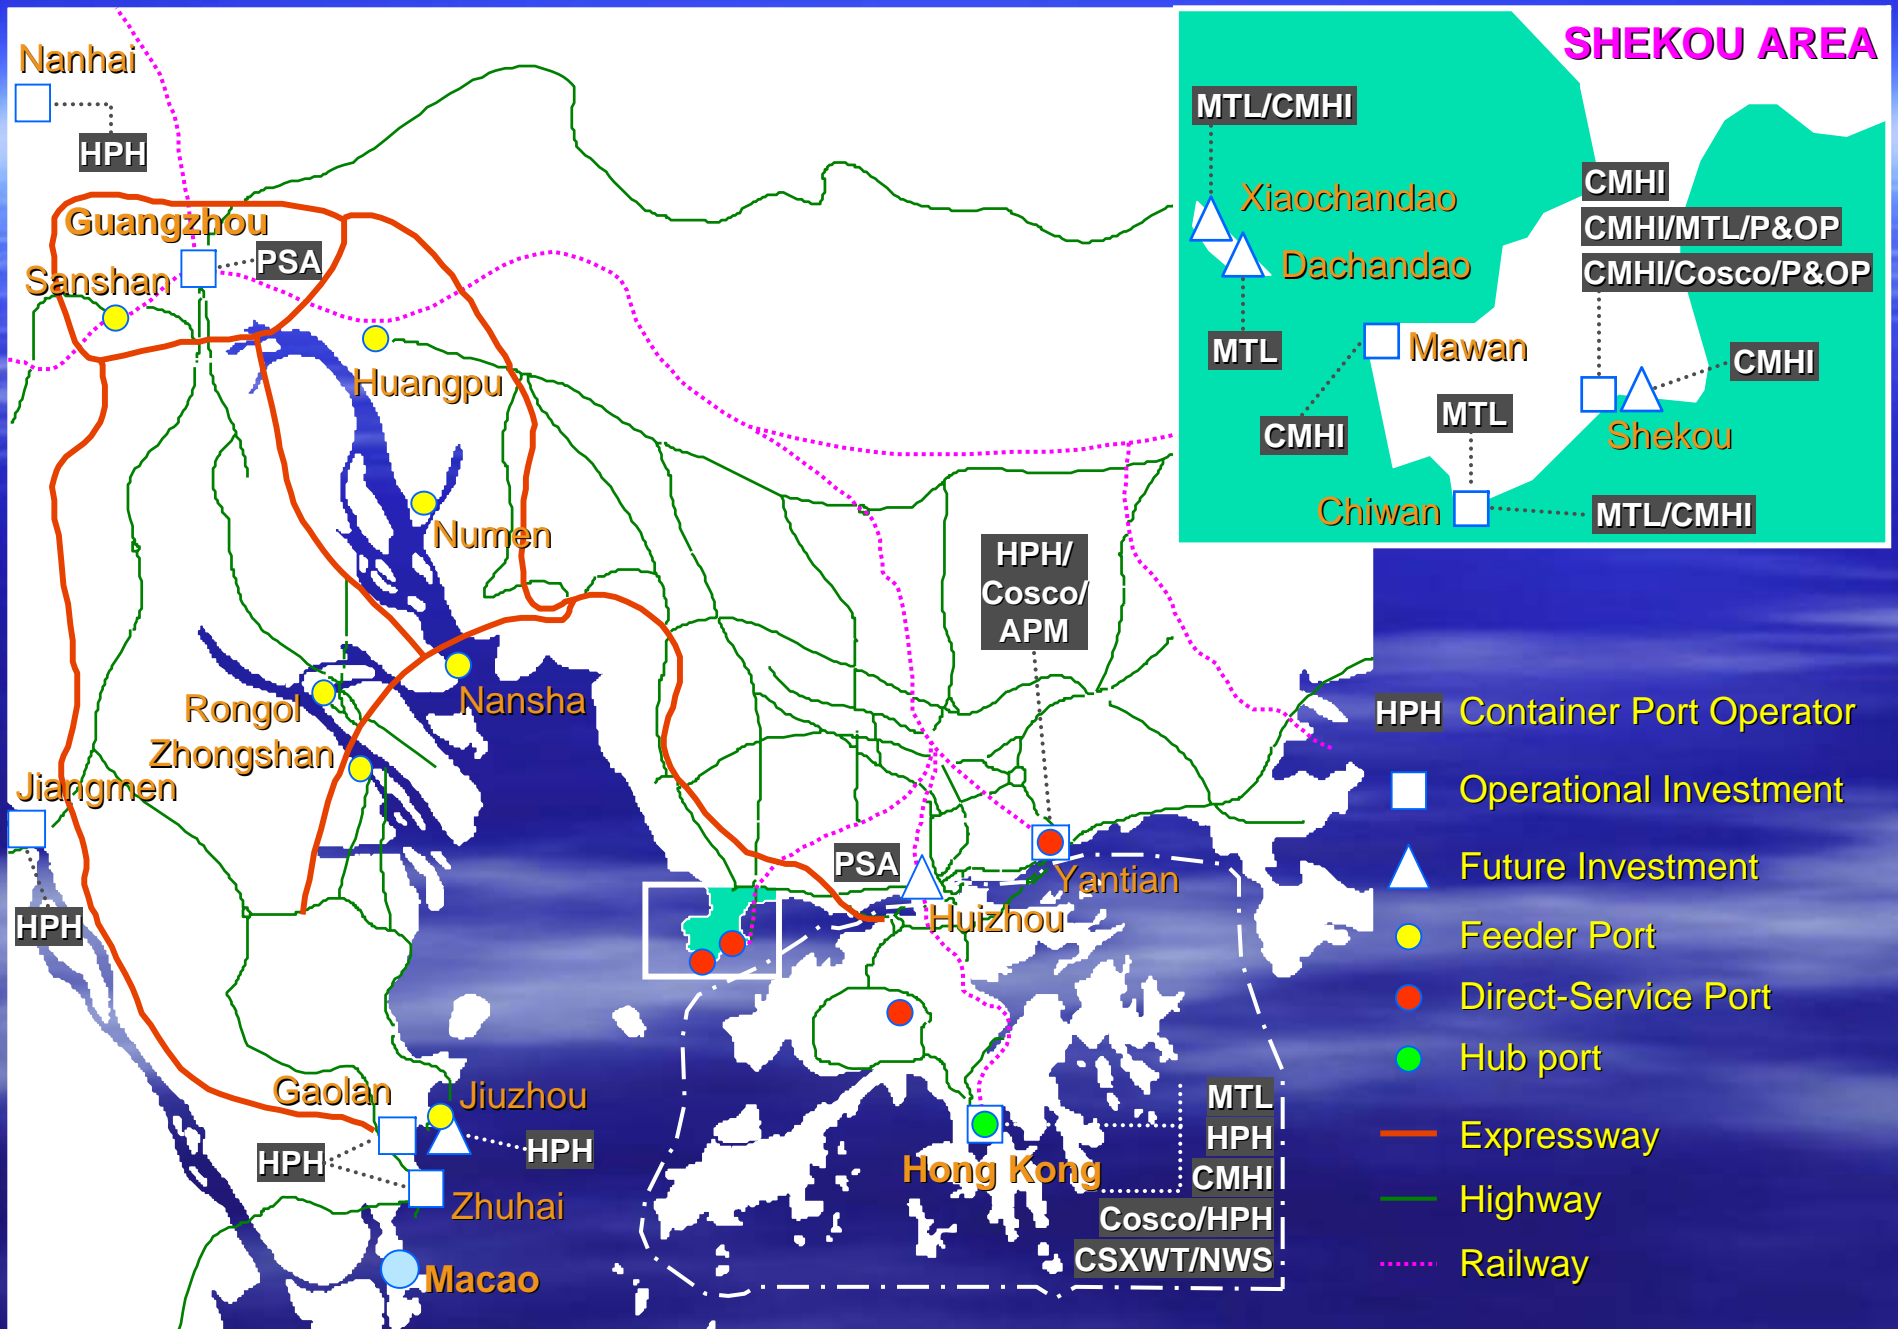 Nanhai
HPH
Guangzhou
PSA
Sanshan
Huangpu
Numen
HPH/
Cosco/
APM
Nansha
Rongol
Zhongshan
Jiangmen
HPH
PSA
Yantian
Huizhou
Gaolan
Jiuzhou
HPH
HPH
Zhuhai
Macao
Hong Kong
MTL
HPH
CMHI
Cosco/HPH
CSXWT/NWS
SHEKOU AREA
MTL/CMHI
Xiaochandao
Dachandao
MTL
CMHI
CMHI/MTL/P&OP
CMHI/Cosco/P&OP
Mawan
CMHI
CMHI
MTL
Shekou
Chiwan
MTL/CMHI
HPH Container Port Operator
Operational Investment
Future Investment
Feeder Port
Direct-Service Port
Hub port
Expressway
Highway
Railway